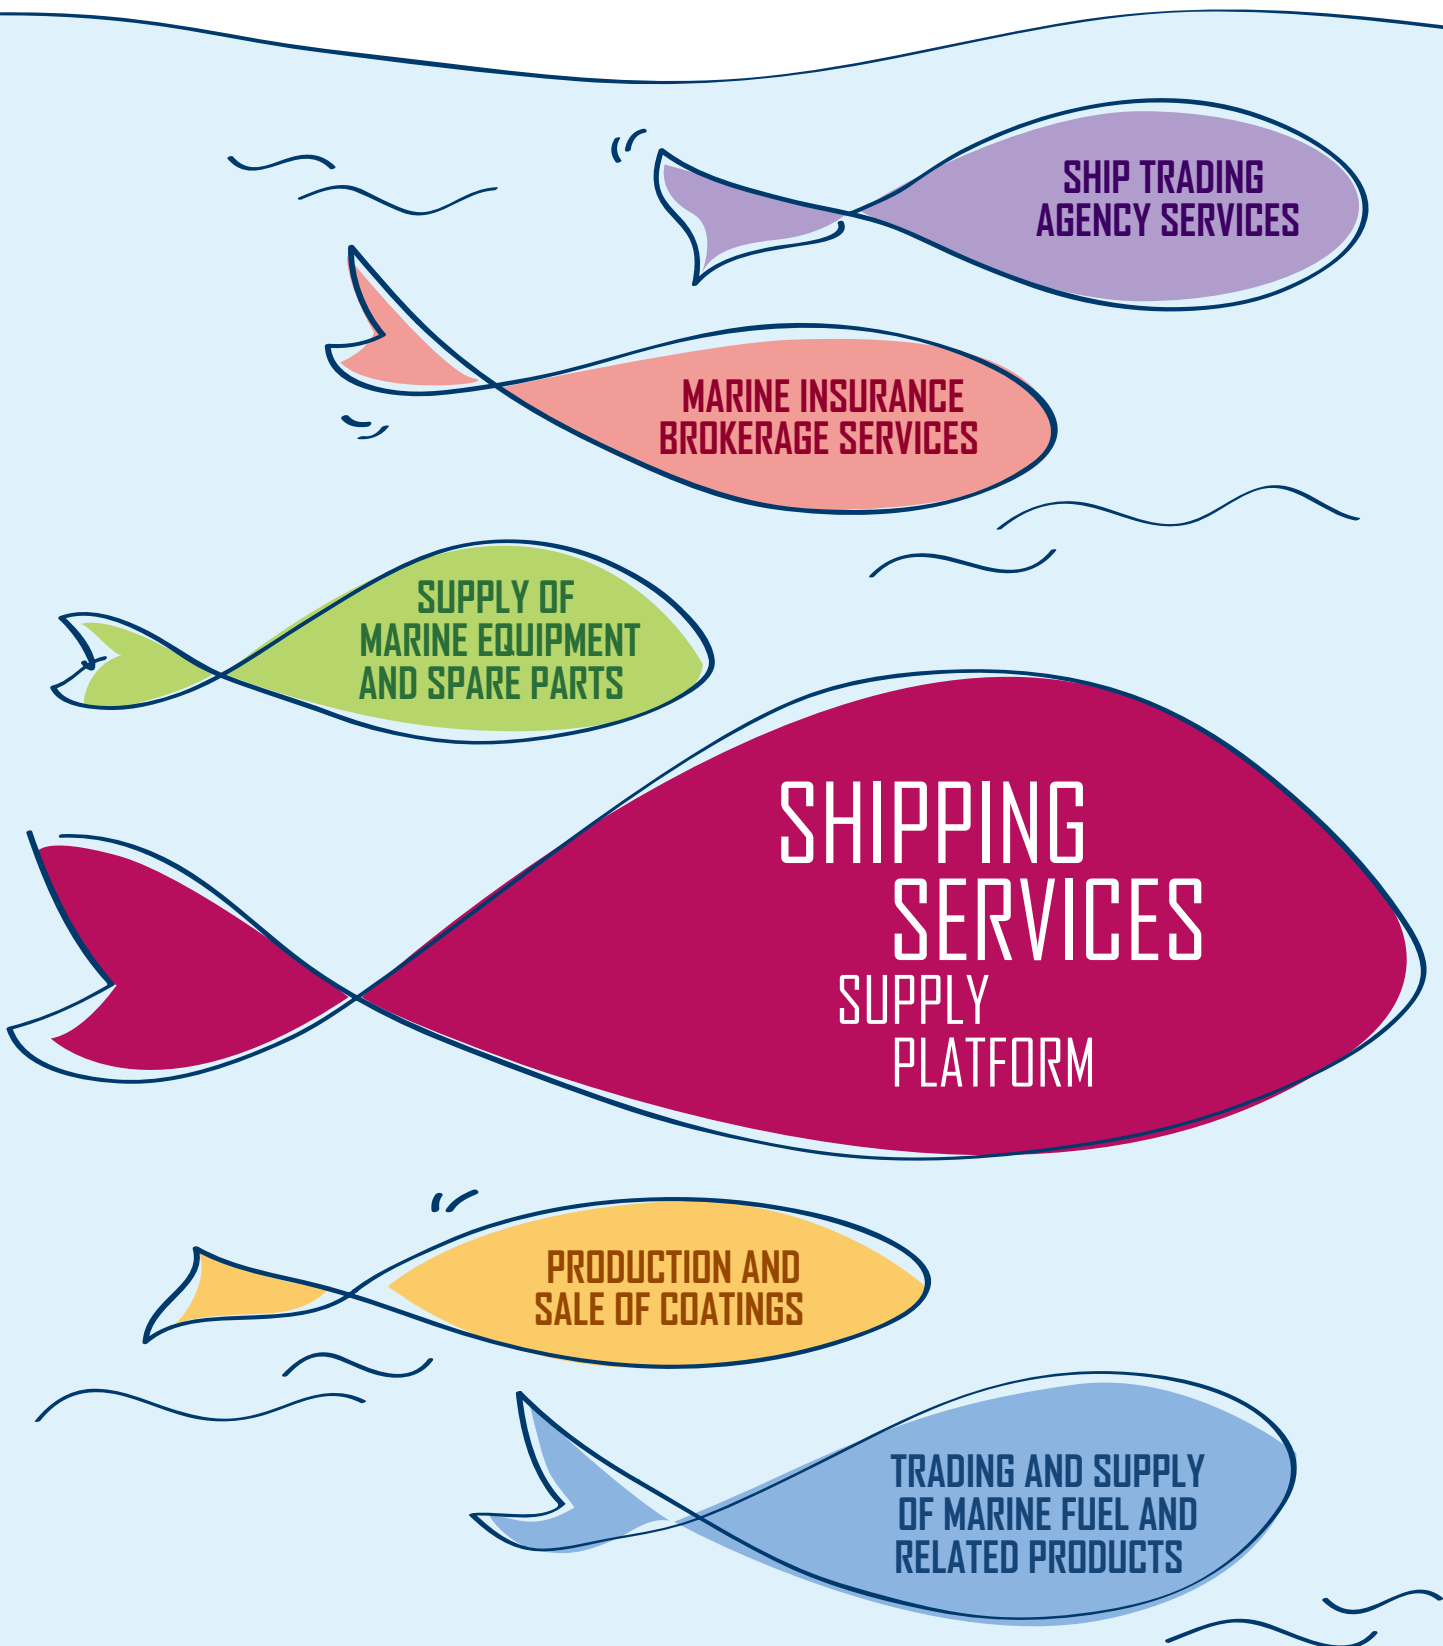 SHIP TRADING
AGENCY SERVICES
MARINE INSURANCE
BROKERAGE SERVICES
SUPPLY OF
MARINE EQUIPMENT
AND SPARE PARTS
SHIPPING
SERVICES
SUPPLY
PLATFORM
PRODUCTION AND
SALE OF COATINGS
TRADING AND SUPPLY
OF MARINE FUEL AND
RELATED PRODUCTS